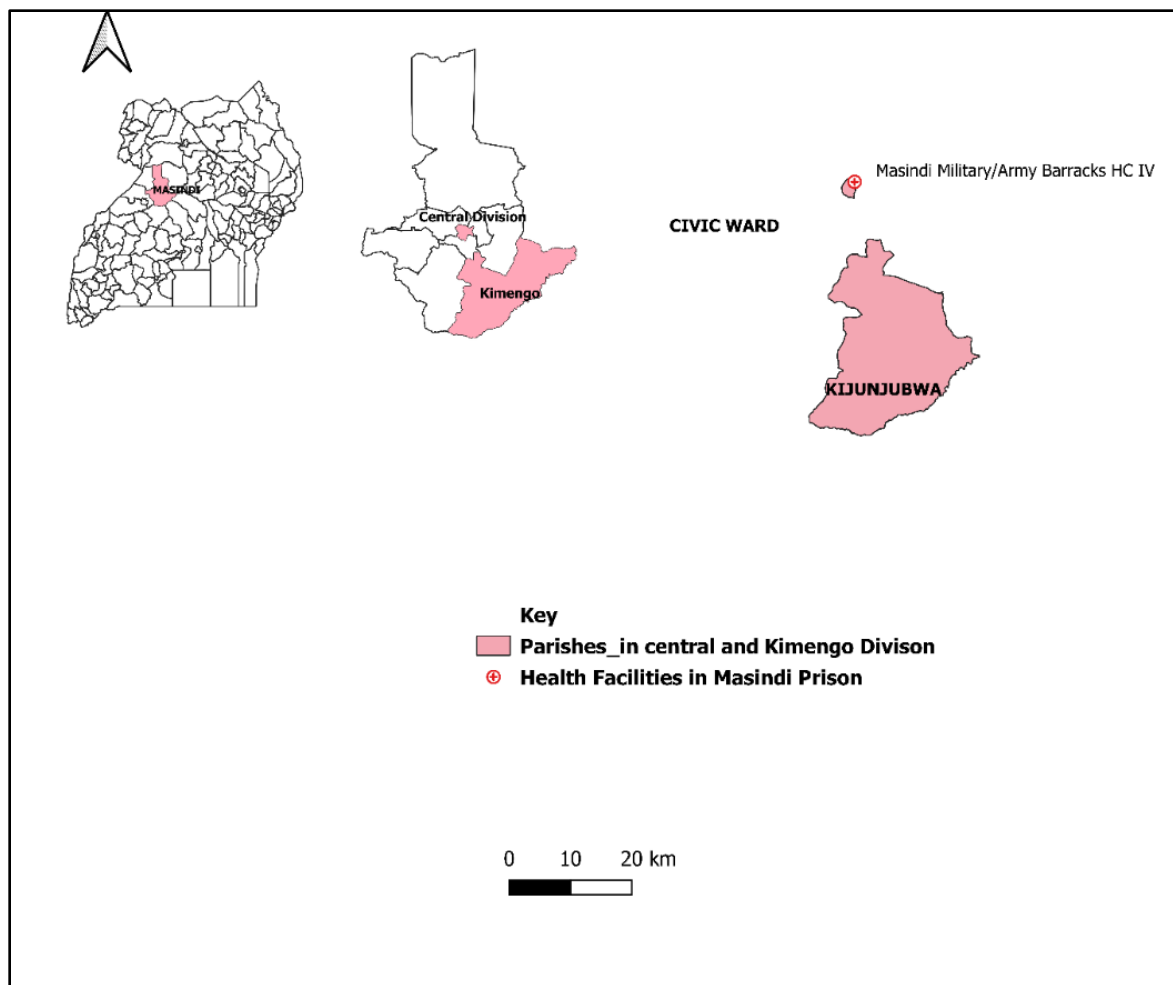 MASINDI
Central Division
Kimengo
Masindi Military/Army Barracks HC IV
CIVIC WARD
KIJUNJUBWA
Key
Parishes_in central and Kimengo Divison
Health Facilities in Masindi Prison
0 10 20 km